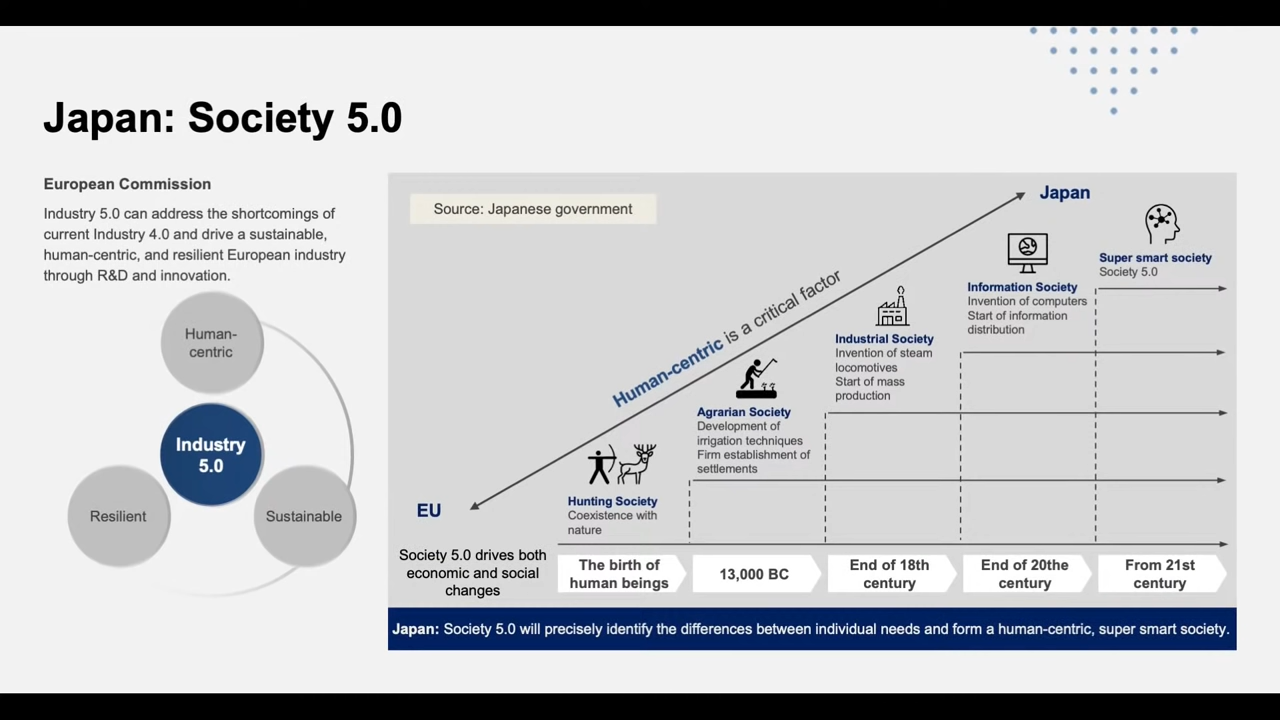 Japan: Society 5.0
European Commission
Industry 5.0 can address the shortcomings of
current Industry 4.0 and drive a sustainable,
human-centric, and resilient European industry
through R&D and innovation.
Human-
centric
Industry
5.0
Resilient
Sustainable
Source: Japanese government
Japan
Human-centric is a critical factor
EU
Society 5.0 drives both
economic and social
changes
Hunting Society
Coexistence with
nature
Agrarian Society
Development of
irrigation techniques
Firm establishment of
settlements
Industrial Society
Invention of steam
locomotives
Start of mass
production
Information Society
Invention of computers
Start of information
distribution
Super smart society
Society 5.0
The birth of
human beings
13,000 BC
End of 18th
century
End of 20the
century
From 21st
century
Japan: Society 5.0 will precisely identify the differences between individual needs and form a human-centric, super smart society.